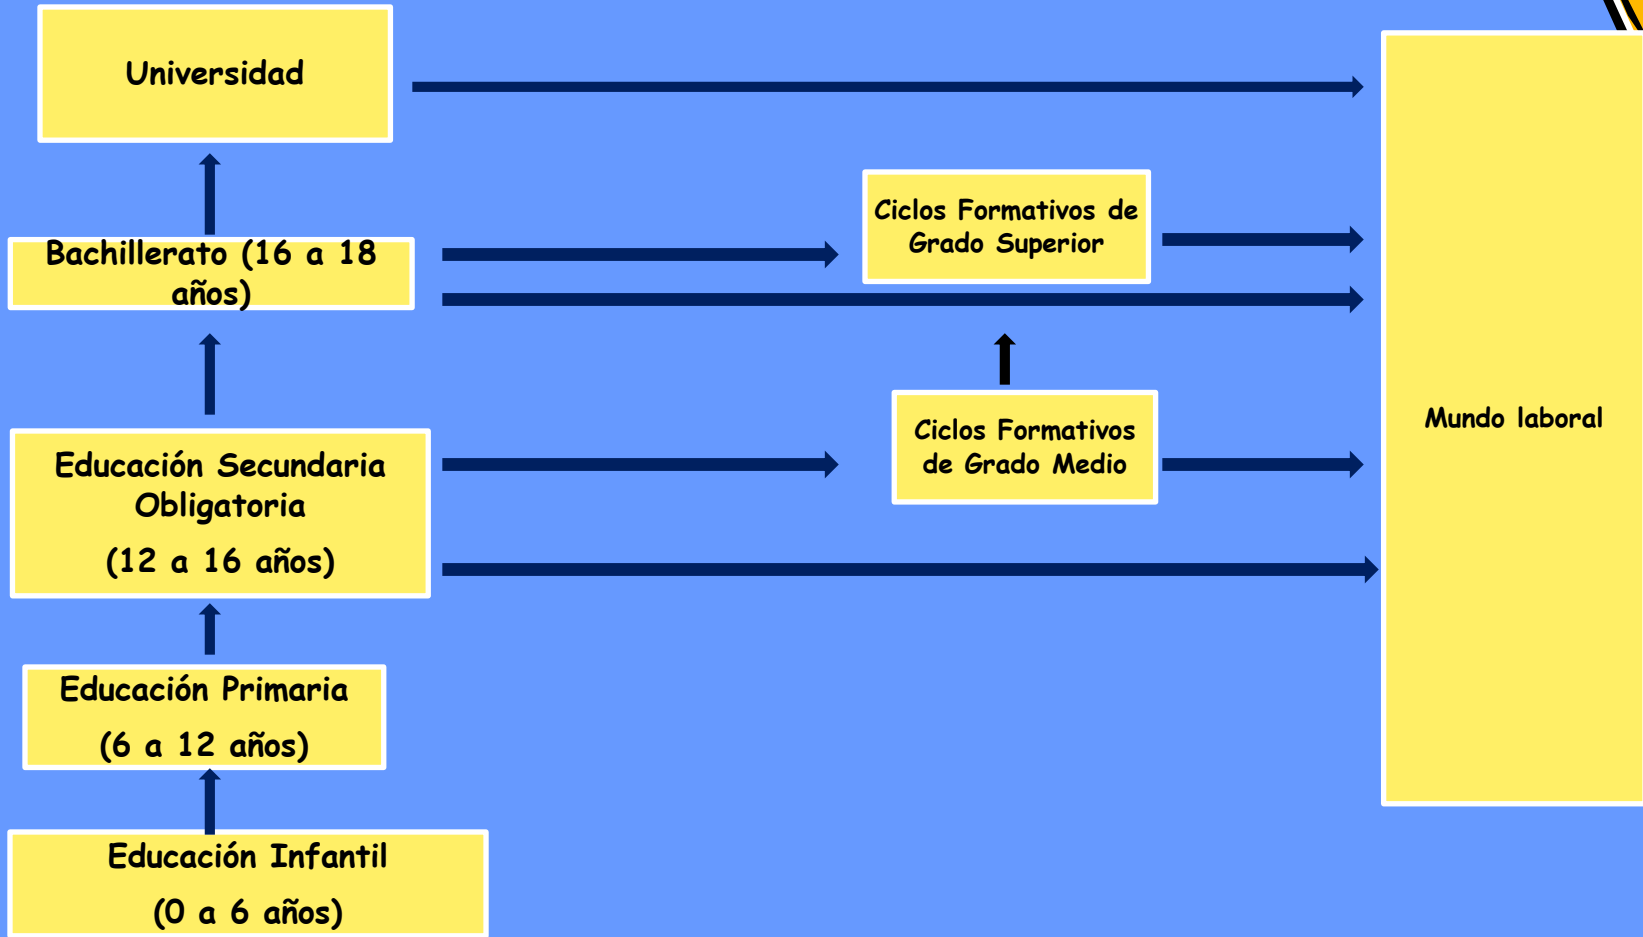 Universidad
Ciclos Formativos de
Grado Superior
Bachillerato (16 a 18
años)
Ciclos Formativos
de Grado Medio
Mundo laboral
Educación Secundaria
Obligatoria
(12 a 16 años)
Educación Primaria
(6 a 12 años)
Educación Infantil
(0 a 6 años)